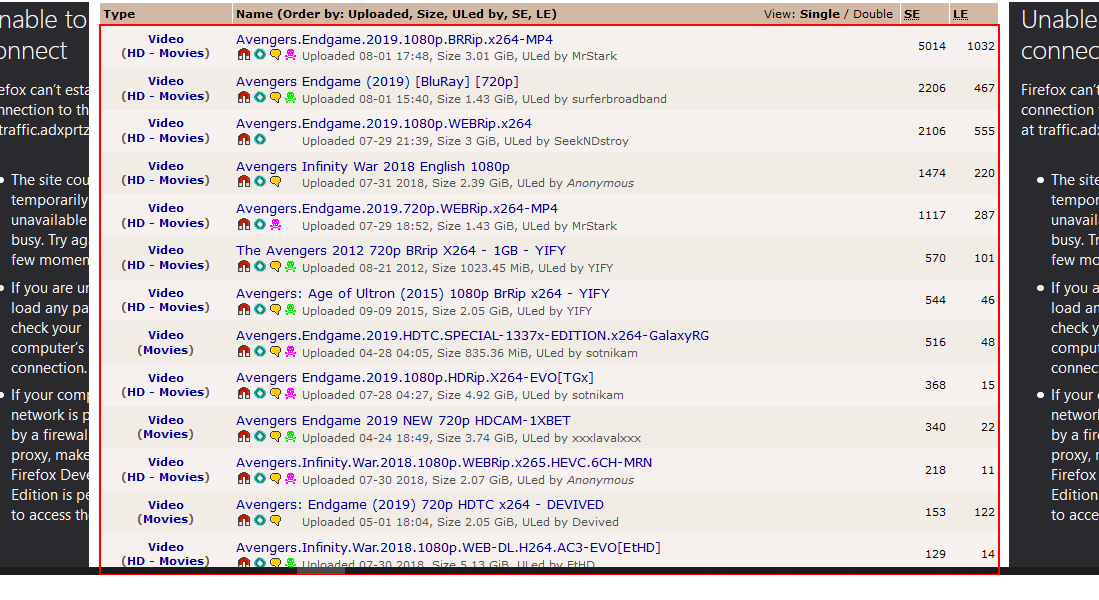 Type Name (Order by: Uploaded, Size, ULed by, SE, LE) View: Single / Double SE LE
Video
(HD - Movies)
Avengers.Endgame.2019.1080p.BRRip.x264-MP4
Uploaded 08-01 17:48, Size 3.01 GiB, ULed by MrStark
5014 1032
Video
(HD - Movies)
Avengers Endgame (2019) [BluRay] [720p]
Uploaded 08-01 15:40, Size 1.43 GiB, ULed by surferbroadband
2206 467
Video
(HD - Movies)
Avengers.Endgame.2019.1080p.WEBRip.x264
Uploaded 07-29 21:39, Size 3 GiB, ULed by SeekNDstroy
2106 555
Video
(HD - Movies)
Avengers Infinity War 2018 English 1080p
Uploaded 07-31 2018, Size 2.39 GiB, ULed by Anonymous
1474 220
Video
(HD - Movies)
Avengers.Endgame.2019.720p.WEBRip.x264-MP4
Uploaded 07-29 18:52, Size 1.43 GiB, ULed by MrStark
1117 287
Video
(HD - Movies)
The Avengers 2012 720p BRrip X264 - 1GB - YIFY
Uploaded 08-21 2012, Size 1023.45 MiB, ULed by YIFY
570 101
Video
(HD - Movies)
Avengers: Age of Ultron (2015) 1080p BrRip x264 - YIFY
Uploaded 09-09 2015, Size 2.05 GiB, ULed by YIFY
544 46
Video
(Movies)
Avengers.Endgame.2019.HDTC.SPECIAL-1337x-EDITION.x264-GalaxyRG
Uploaded 04-28 04:05, Size 835.36 MiB, ULed by sotnikam
516 48
Video
(HD - Movies)
Avengers Endgame.2019.1080p.HDRip.X264-EVO[TGx]
Uploaded 07-28 04:27, Size 4.92 GiB, ULed by sotnikam
368 15
Video
(Movies)
Avengers Endgame 2019 NEW 720p HDCAM-1XBET
Uploaded 04-24 18:49, Size 3.74 GiB, ULed by xxxlavalxxx
340 22
Video
(HD - Movies)
Avengers.Infinity.War.2018.1080p.WEBRip.x265.HEVC.6CH-MRN
Uploaded 07-30 2018, Size 2.07 GiB, ULed by Anonymous
218 11
Video
(Movies)
Avengers: Endgame (2019) 720p HDTC x264 - DEVIVED
Uploaded 05-01 18:04, Size 2.05 GiB, ULed by Devived
153 122
Video
(HD - Movies)
Avengers.Infinity.War.2018.1080p.WEB-DL.H264.AC3-EVO[EtHD]
Uploaded 07-30 2018, Size 5.13 GiB, ULed by EtHD
129 14
nable to
onnect
efox can't esta
nnection to th
traffic.adxprtz
The site cou
temporarily
unavailable
busy. Try ag
few momen
If you are un
load any pa
check your
computer's
connection.
If your comp
network is p
by a firewal
proxy, make
Firefox Deve
Edition is pe
to access th
Unable
connec
Firefox can't
connection
at traffic.ad
The site
tempor
unavail
busy. Tr
few mo
If you a
load an
check y
comput
connect
If your
network
by a fire
proxy, r
Firefox
Edition
to acce